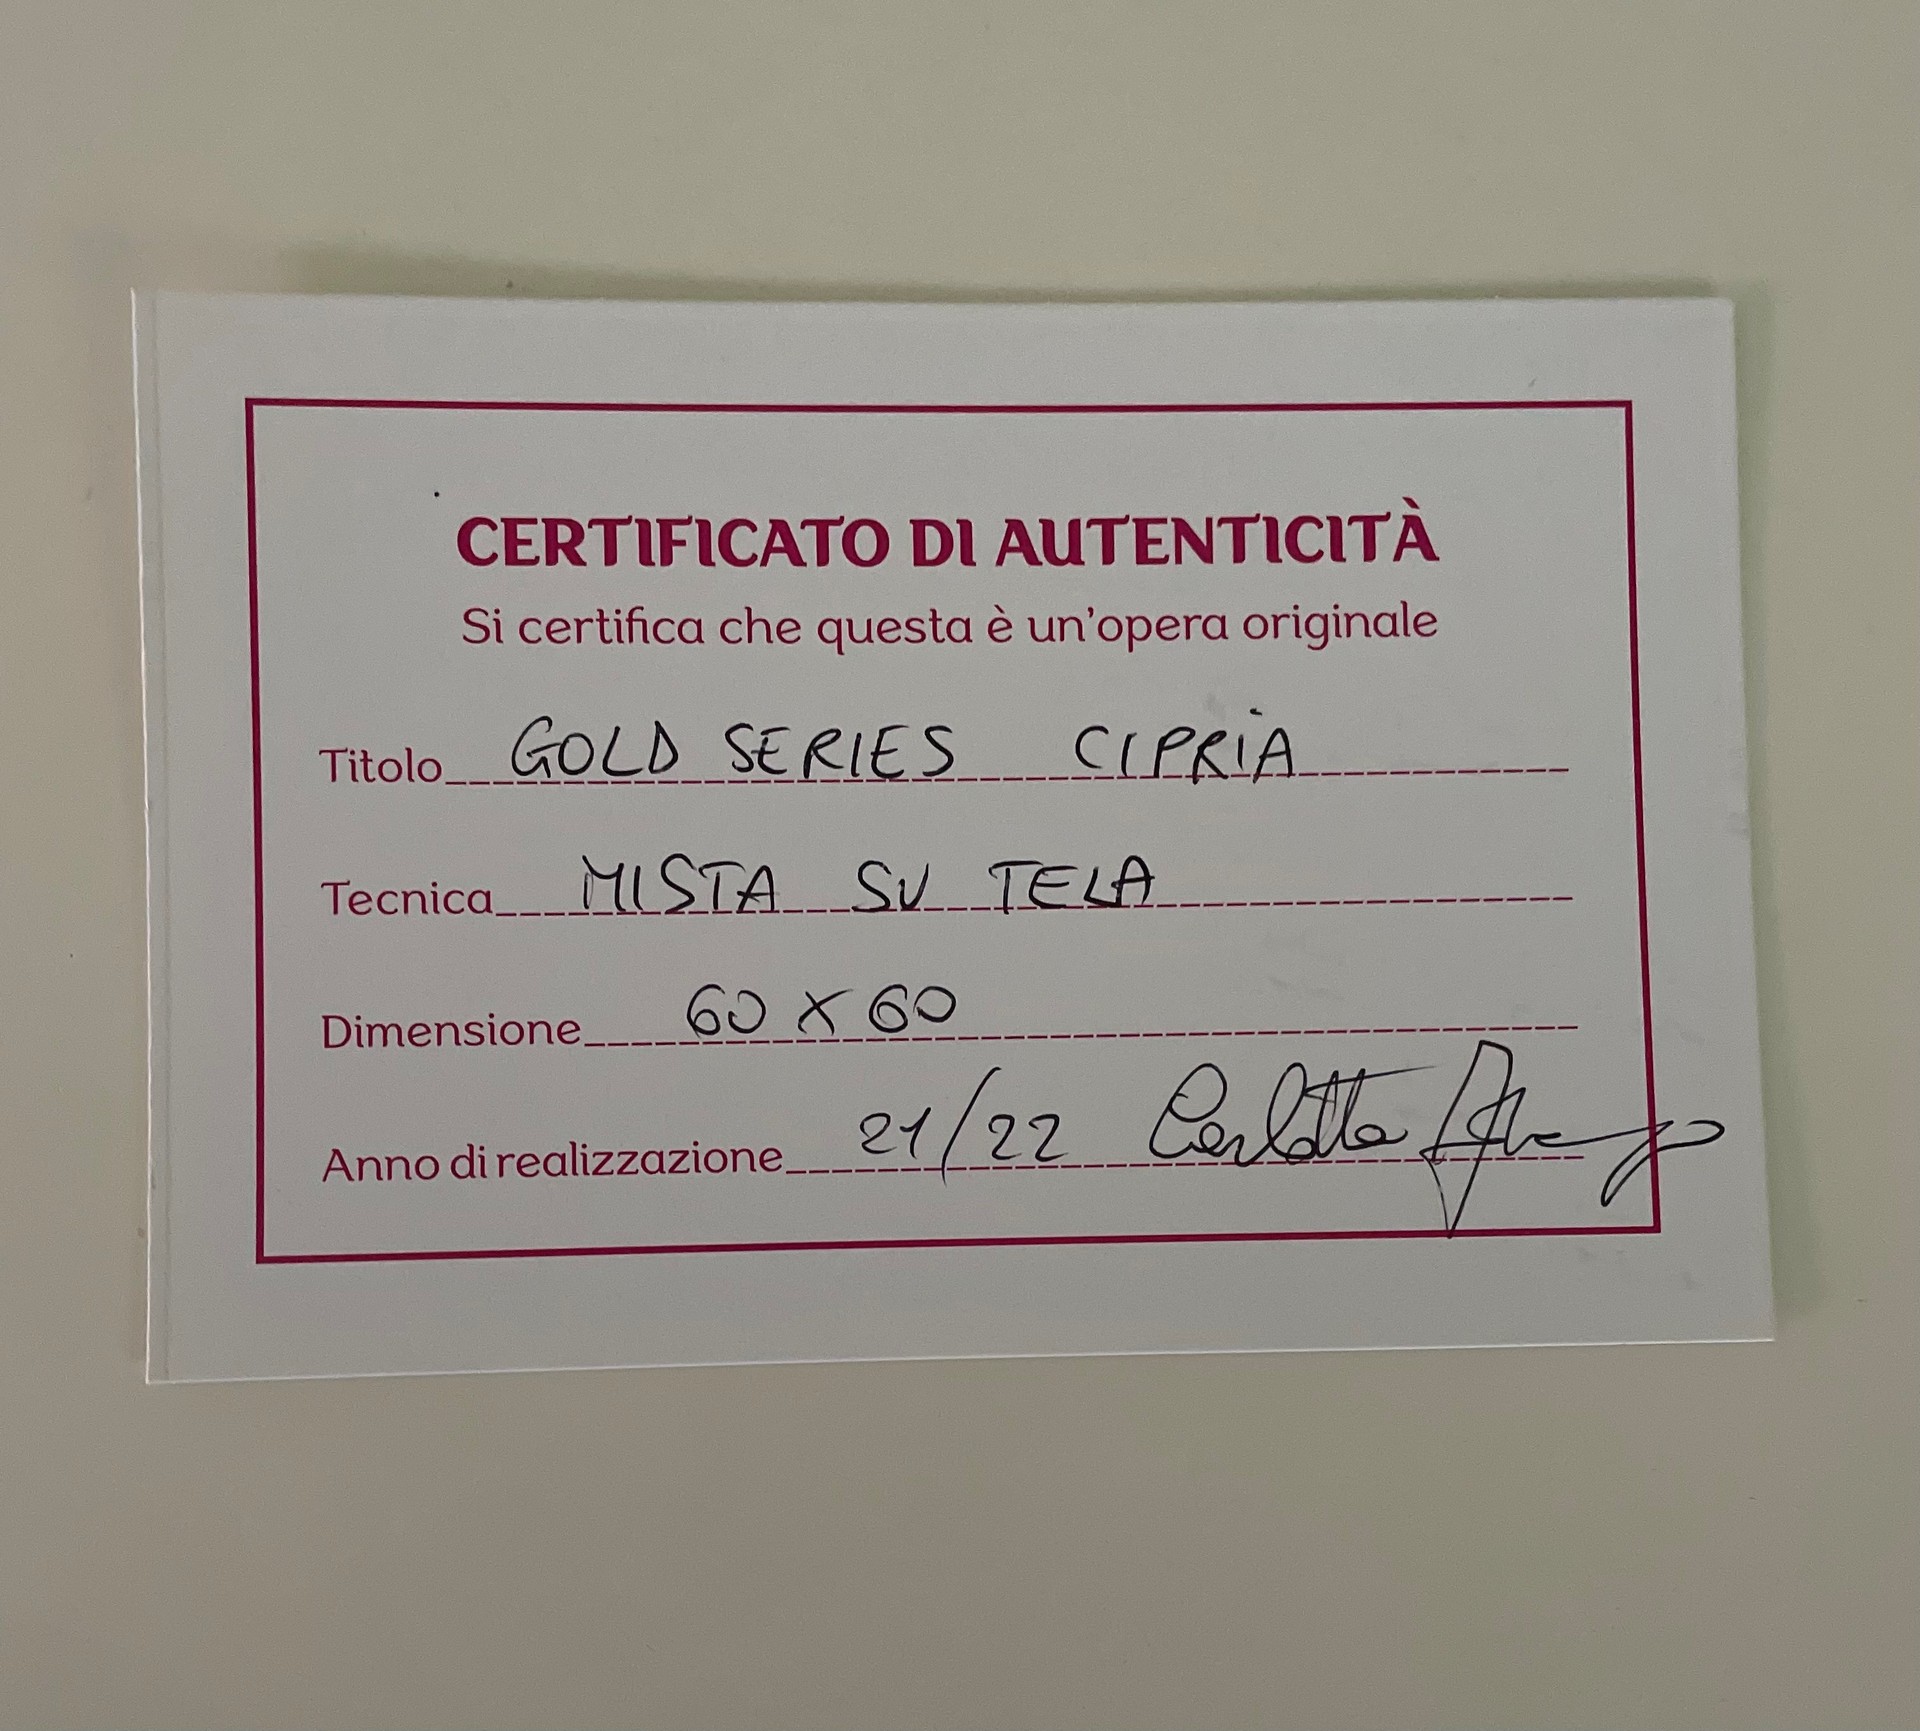 CERTIFICATO DI AUTENTICITÀ
Si certifica che questa è un'opera originale
Titolo GOLD SERIES CIPRIA
Tecnica MISTA SU TELA
Dimensione 60 X 60
Anno di realizzazione 21/22 Carlotta